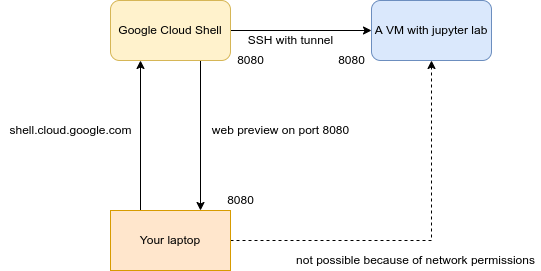 Google Cloud Shell
A VM with jupyter lab
SSH with tunnel
8080
8080
shell.cloud.google.com
web preview on port 8080
8080
Your laptop
not possible because of network permissions